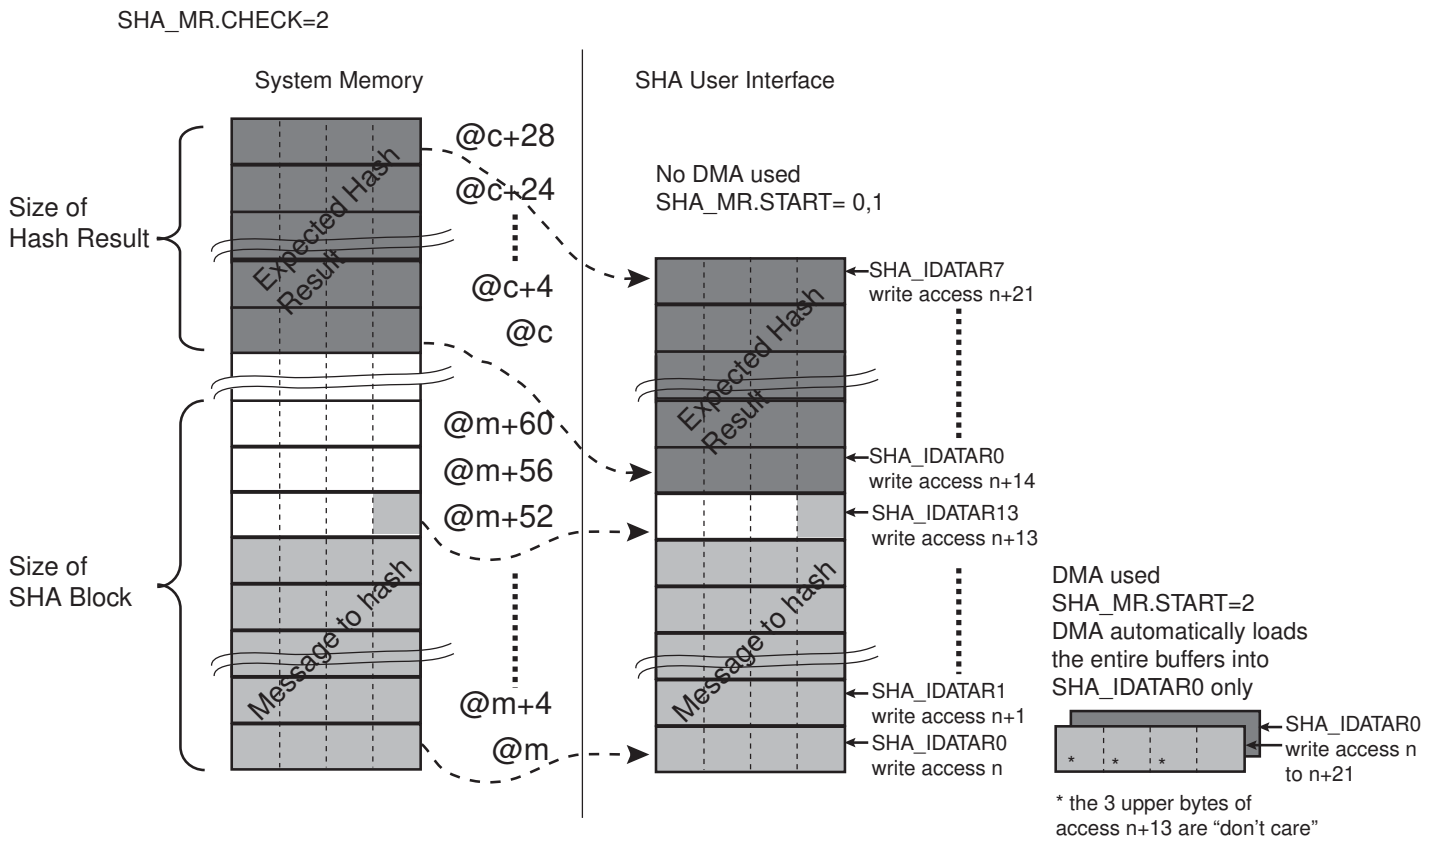 SHA_MR.CHECK=2
System Memory
SHA User Interface
Size of
Hash Result
Expected Hash
Result
@c+28
@c+24
@c+4
@c
Size of
SHA Block
Message to hash
@m+60
@m+56
@m+52
@m+4
@m
No DMA used
SHA_MR.START= 0,1
Expected Hash
Result
Message to hash
SHA_IDATAR7
write access n+21
SHA_IDATAR0
write access n+14
SHA_IDATAR13
write access n+13
SHA_IDATAR1
write access n+1
SHA_IDATAR0
write access n
DMA used
SHA_MR.START=2
DMA automatically loads
the entire buffers into
SHA_IDATAR0 only
* * *
SHA_IDATAR0
write access n
to n+21
* the 3 upper bytes of
access n+13 are “don’t care”